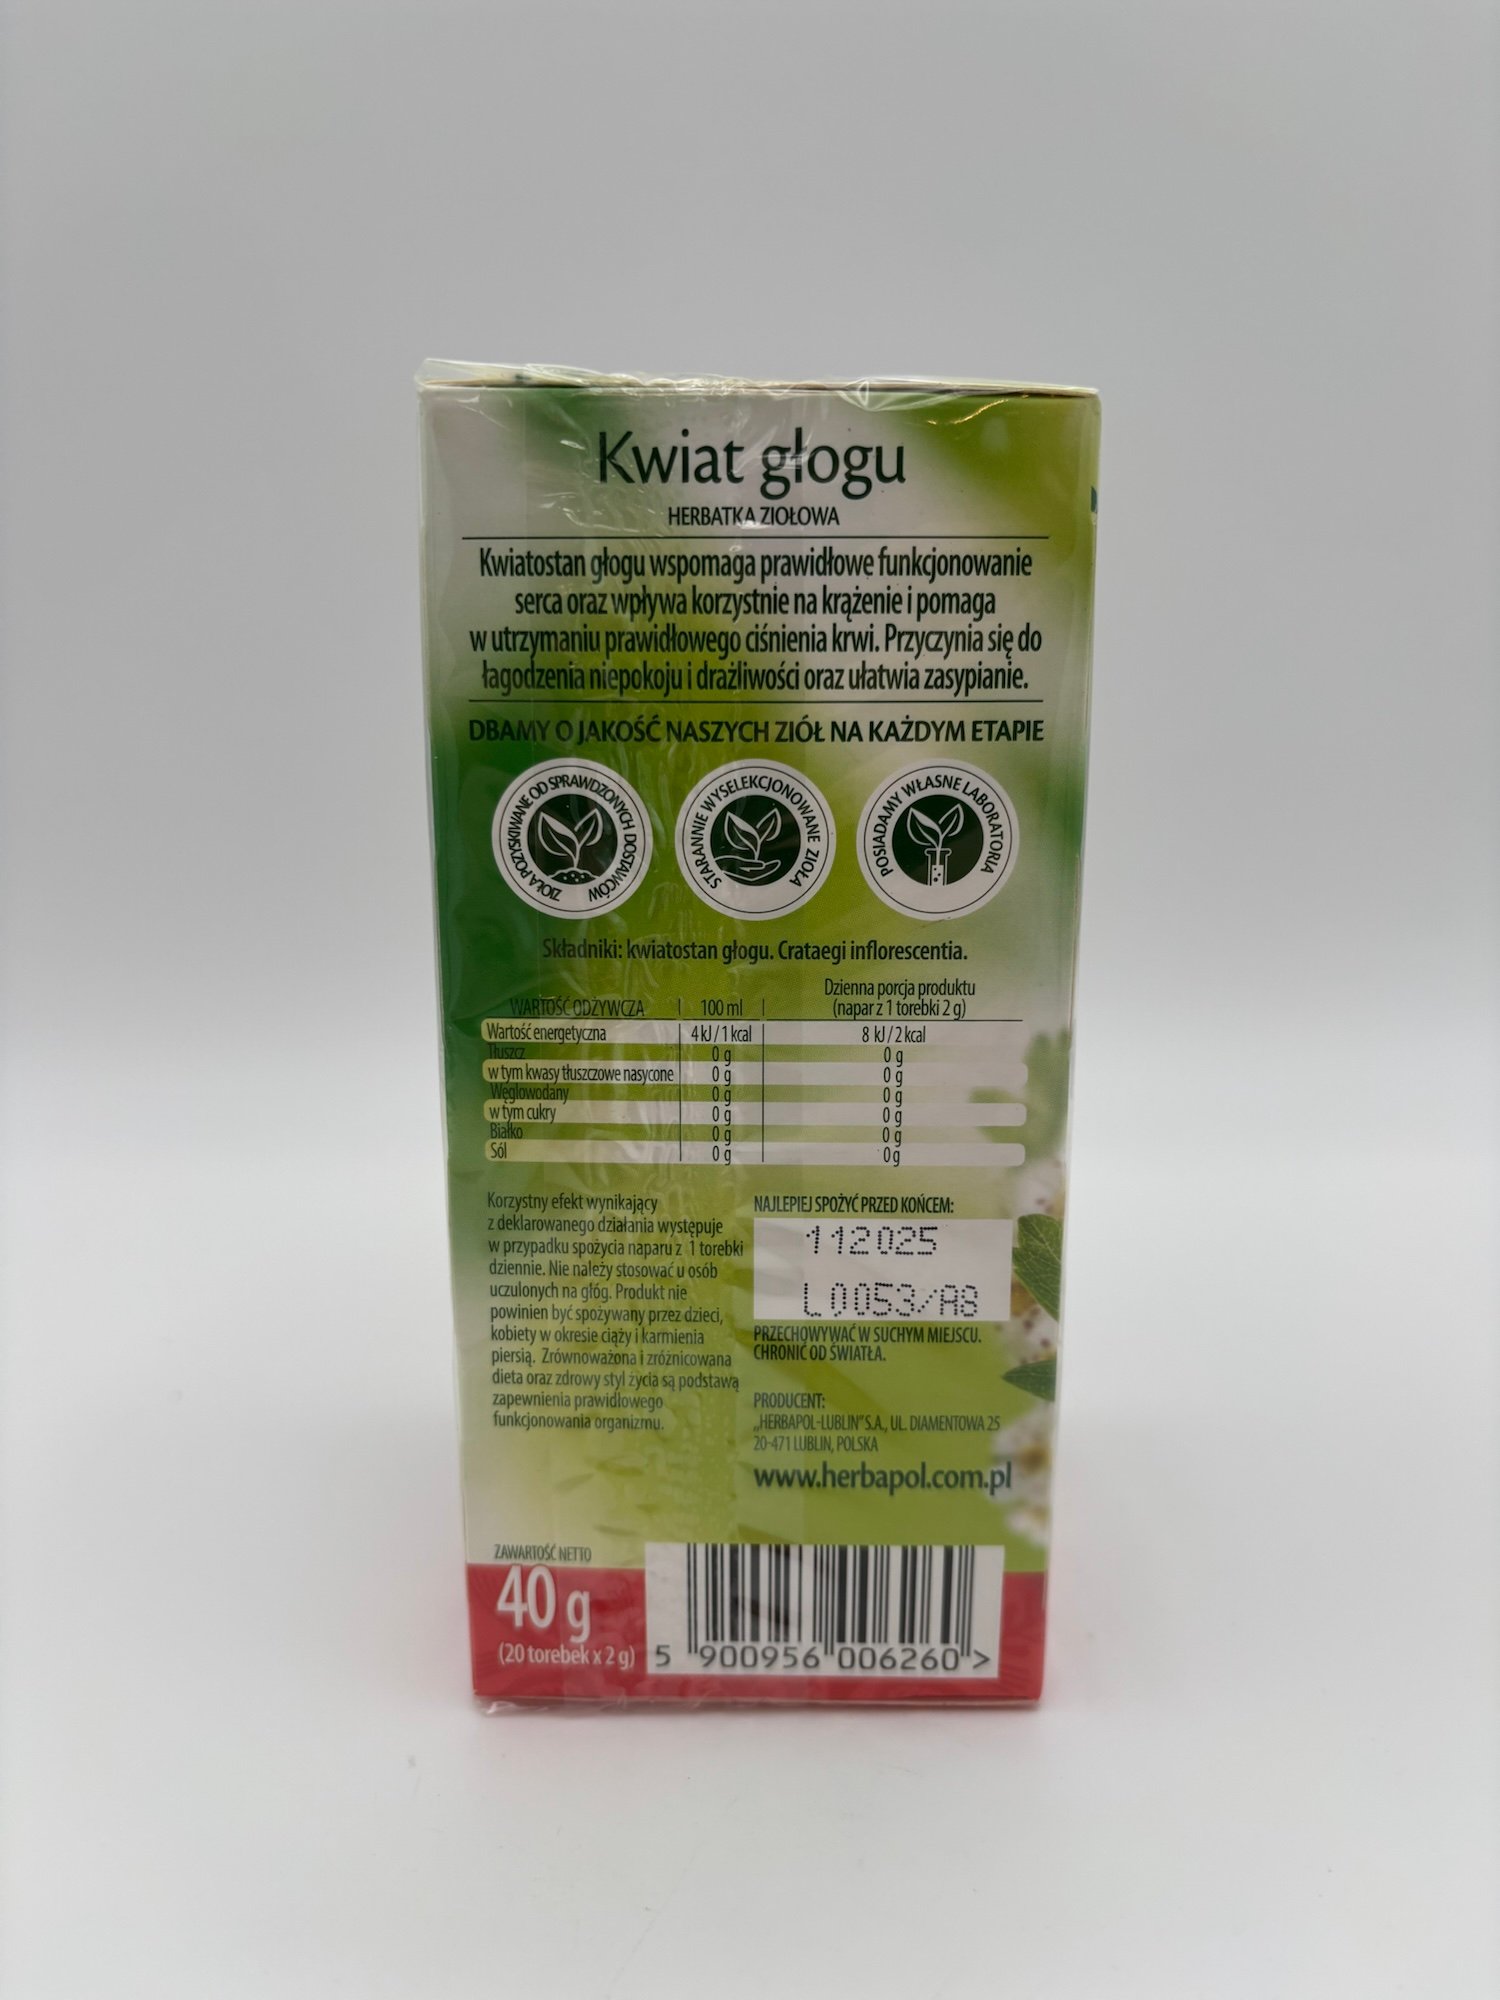 Kwiat głogu
HERBATKA ZIOŁOWA
Kwiatostan głogu wspomaga prawidłowe funkcjonowanie
serca oraz wpływa korzystnie na krążenie i pomaga
w utrzymaniu prawidłowego ciśnienia krwi. Przyczynia się do
łagodzenia niepokoju i drażliwości oraz ułatwia zasypianie.
DBAMY O JAKOŚĆ NASZYCH ZIÓŁ NA KAŻDYM ETAPIE
ZIOŁA POZYSKIWANE OD SPRAWDZONYCH DOSTAWCÓW
STARANNIE WYSELEKCJONOWANE ZIOŁA
POSIADAMY WŁASNE LABORATORIA
Składniki: kwiatostan głogu. Crataegi inflorescentia.
Dzienna porcja produktu
WARTOŚĆ ODŻYWCZA 100 ml (napar z 1 torebki 2 g)
Wartość energetyczna 4 kJ / 1 kcal 8 kJ / 2 kcal
Tłuszcz 0 g 0 g
w tym kwasy tłuszczowe nasycone 0 g 0 g
Węglowodany 0 g 0 g
w tym cukry 0 g 0 g
Białko 0 g 0 g
Sól 0 g 0 g
Korzystny efekt wynikający
z deklarowanego działania występuje
w przypadku spożycia naparu z 1 torebki
dziennie. Nie należy stosować u osób
uczulonych na głóg. Produkt nie
powinien być spożywany przez dzieci,
kobiety w okresie ciąży i karmienia
piersią. Zrównoważona i zróżnicowana
dieta oraz zdrowy styl życia są podstawą
zapewnienia prawidłowego
funkcjonowania organizmu.
NAJLEPIEJ SPOŻYĆ PRZED KOŃCEM:
112025
L0053/A8
PRZECHOWYWAĆ W SUCHYM MIEJSCU.
CHRONIĆ OD ŚWIATŁA.
PRODUCENT:
„HERBAPOL-LUBLIN" S.A., UL. DIAMENTOWA 25
20-471 LUBLIN, POLSKA
www.herbapol.com.pl
ZAWARTOŚĆ NETTO
40 g
(20 torebek x 2 g)
5 900956 006260 >